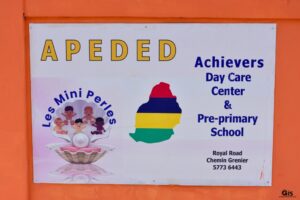 APEDED
Les Mini Perles
Achievers
Day Care
Center
&
Pre-primary
School
Royal Road
Chemin Grenier
5773 6443
Gis